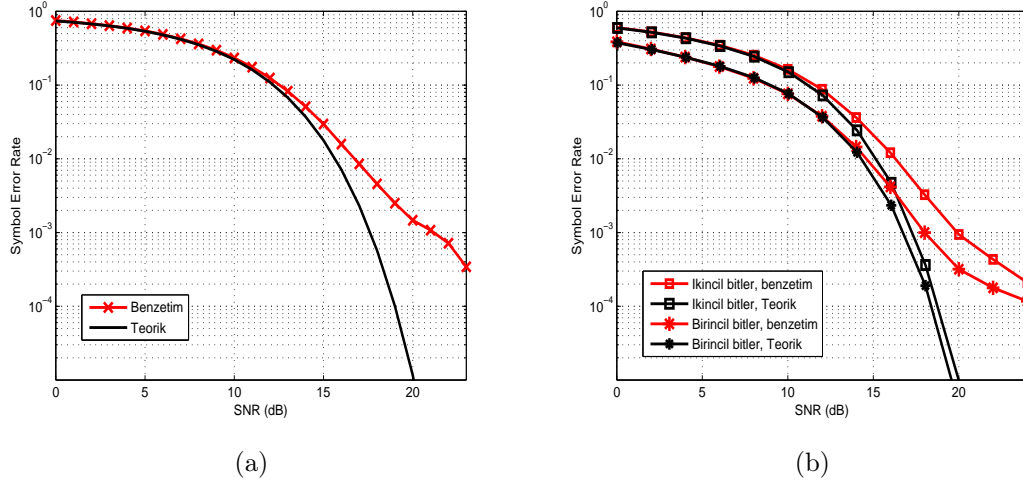 10^0
10^-1
10^-2
10^-3
10^-4
Symbol Error Rate
0 5 10 15 20
SNR (dB)
Benzetim
Teorik
(a)
10^0
10^-1
10^-2
10^-3
10^-4
Symbol Error Rate
0 5 10 15 20
SNR (dB)
Ikincil bitler, benzetim
Ikincil bitler, Teorik
Birincil bitler, benzetim
Birincil bitler, Teorik
(b)